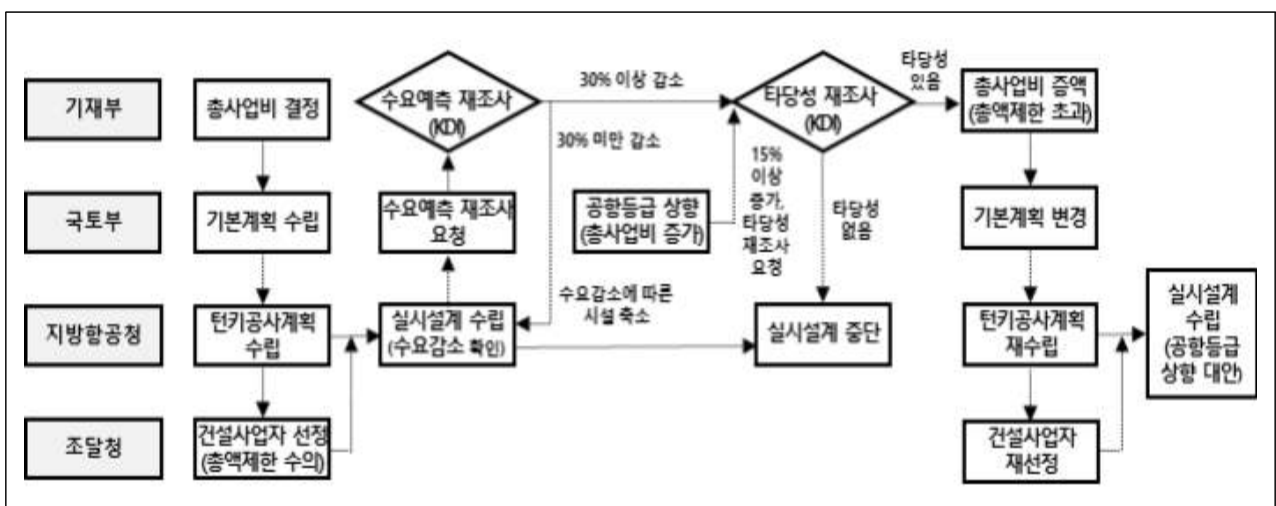 기재부
총사업비 결정
수요예측 재조사
(KDI)
30% 이상 감소
30% 미만 감소
타당성 재조사
(KDI)
타당성
있음
총사업비 증액
(총액제한 초과)
국토부
기본계획 수립
수요예측 재조사
요청
공항등급 상향
(총사업비 증가)
15%
이상
증가,
타당성
재조사
요청
타당성
없음
기본계획 변경
지방항공청
턴키공사계획
수립
실시설계 수립
(수요감소 확인)
수요감소에 따른
시설 축소
실시설계 중단
턴키공사계획
재수립
실시설계
수립
(공항등급
상향 대안)
조달청
건설사업자 선정
(총액제한 수의)
건설사업자
재선정